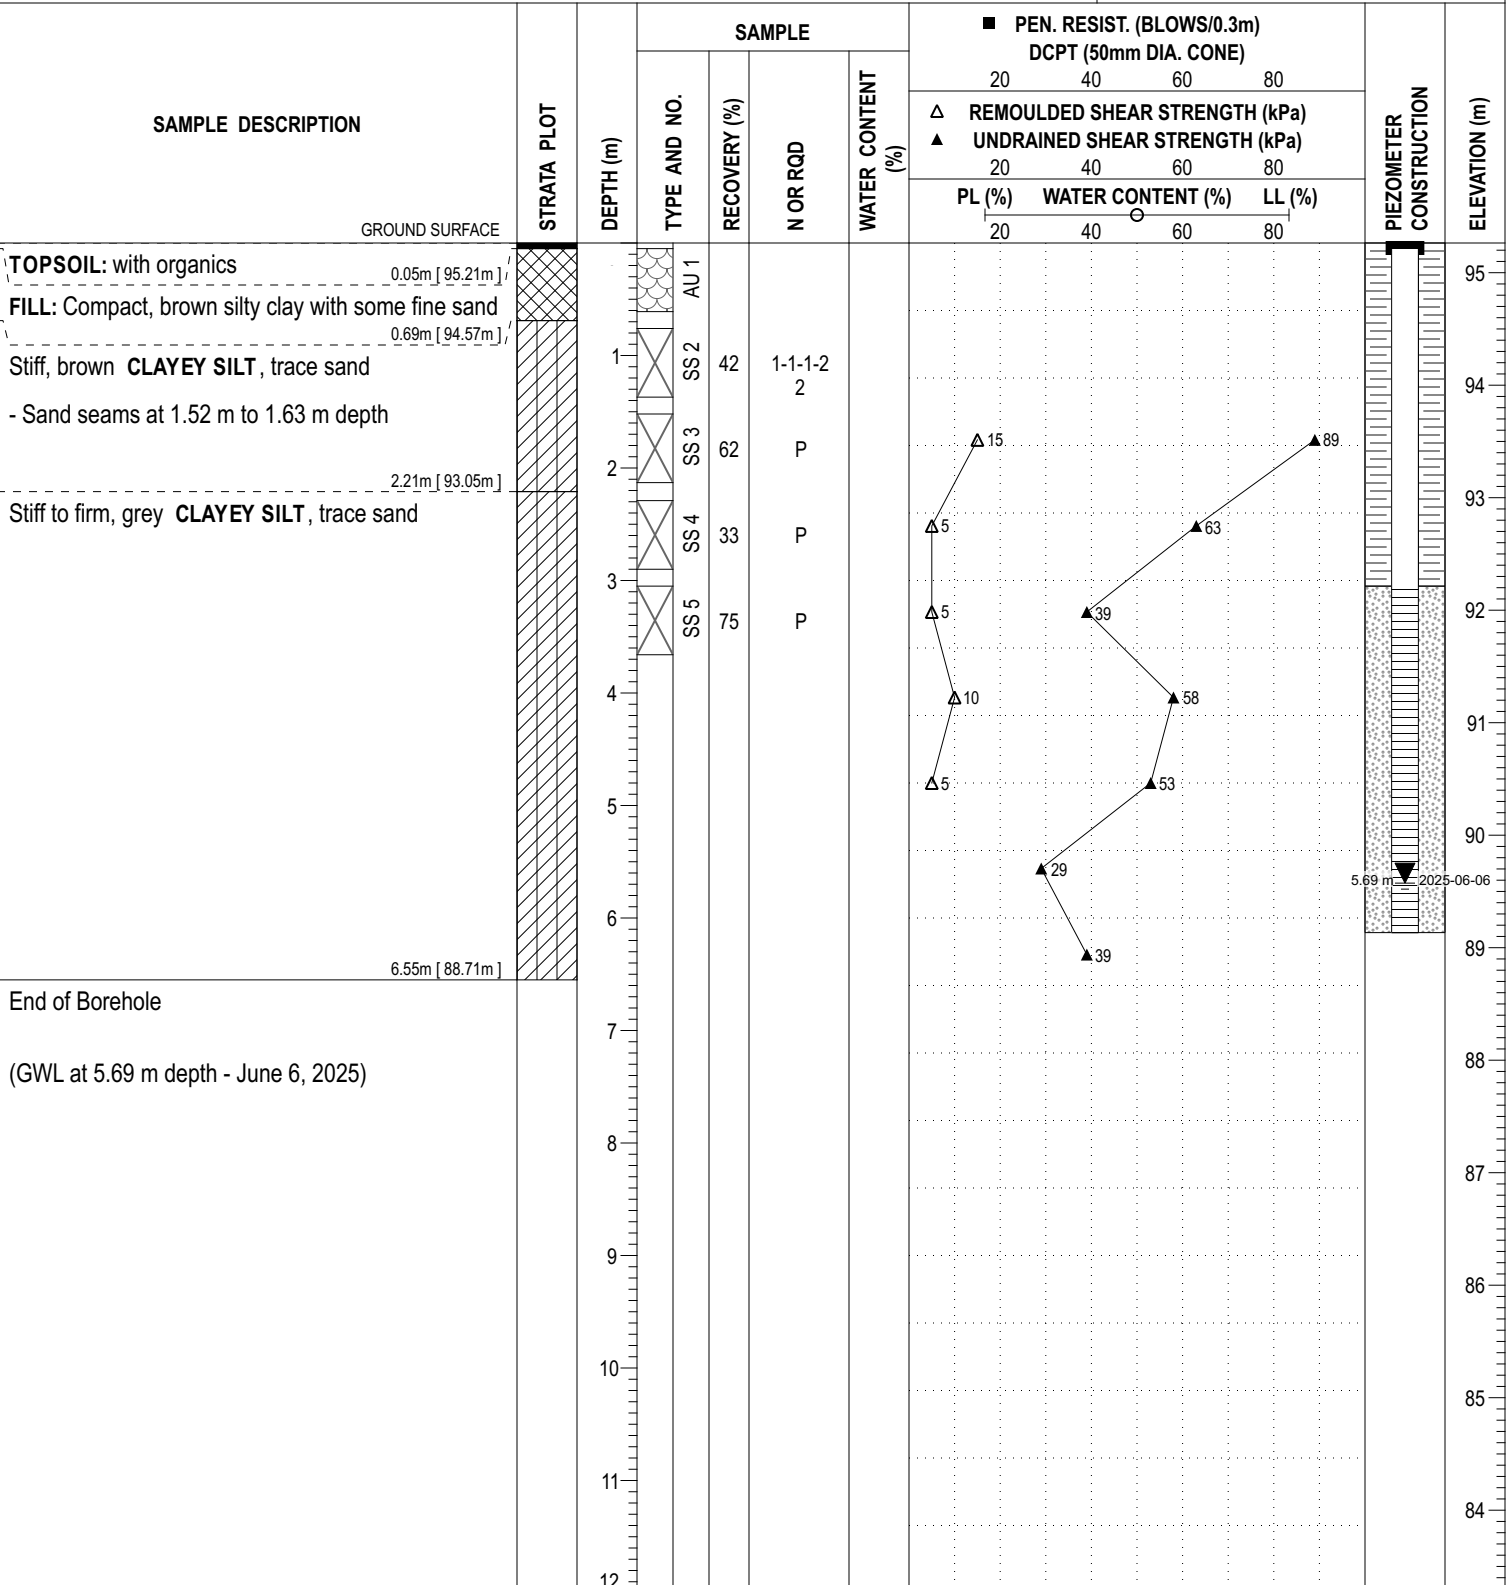 SAMPLE DESCRIPTION
GROUND SURFACE
STRATA PLOT
DEPTH (m)
SAMPLE
TYPE AND NO.
RECOVERY (%)
N OR RQD
WATER CONTENT
(%)
■ PEN. RESIST. (BLOWS/0.3m)
DCPT (50mm DIA. CONE)
20 40 60 80
△ REMOULDED SHEAR STRENGTH (kPa)
▲ UNDRAINED SHEAR STRENGTH (kPa)
20 40 60 80
PL (%) WATER CONTENT (%) LL (%)
20 40 60 80
PIEZOMETER
CONSTRUCTION
ELEVATION (m)
TOPSOIL: with organics
0.05m [ 95.21m ]
FILL: Compact, brown silty clay with some fine sand
0.69m [ 94.57m ]
Stiff, brown CLAYEY SILT, trace sand
- Sand seams at 1.52 m to 1.63 m depth
2.21m [ 93.05m ]
Stiff to firm, grey CLAYEY SILT, trace sand
6.55m [ 88.71m ]
End of Borehole
(GWL at 5.69 m depth - June 6, 2025)
1
2
3
4
5
6
7
8
9
10
11
12
AU 1
SS 2 42 1-1-1-2
2
SS 3 62 P
SS 4 33 P
SS 5 75 P
15 89
5 63
5 39
10 58
5 53
29
39
5.69 m 2025-06-06
95
94
93
92
91
90
89
88
87
86
85
84